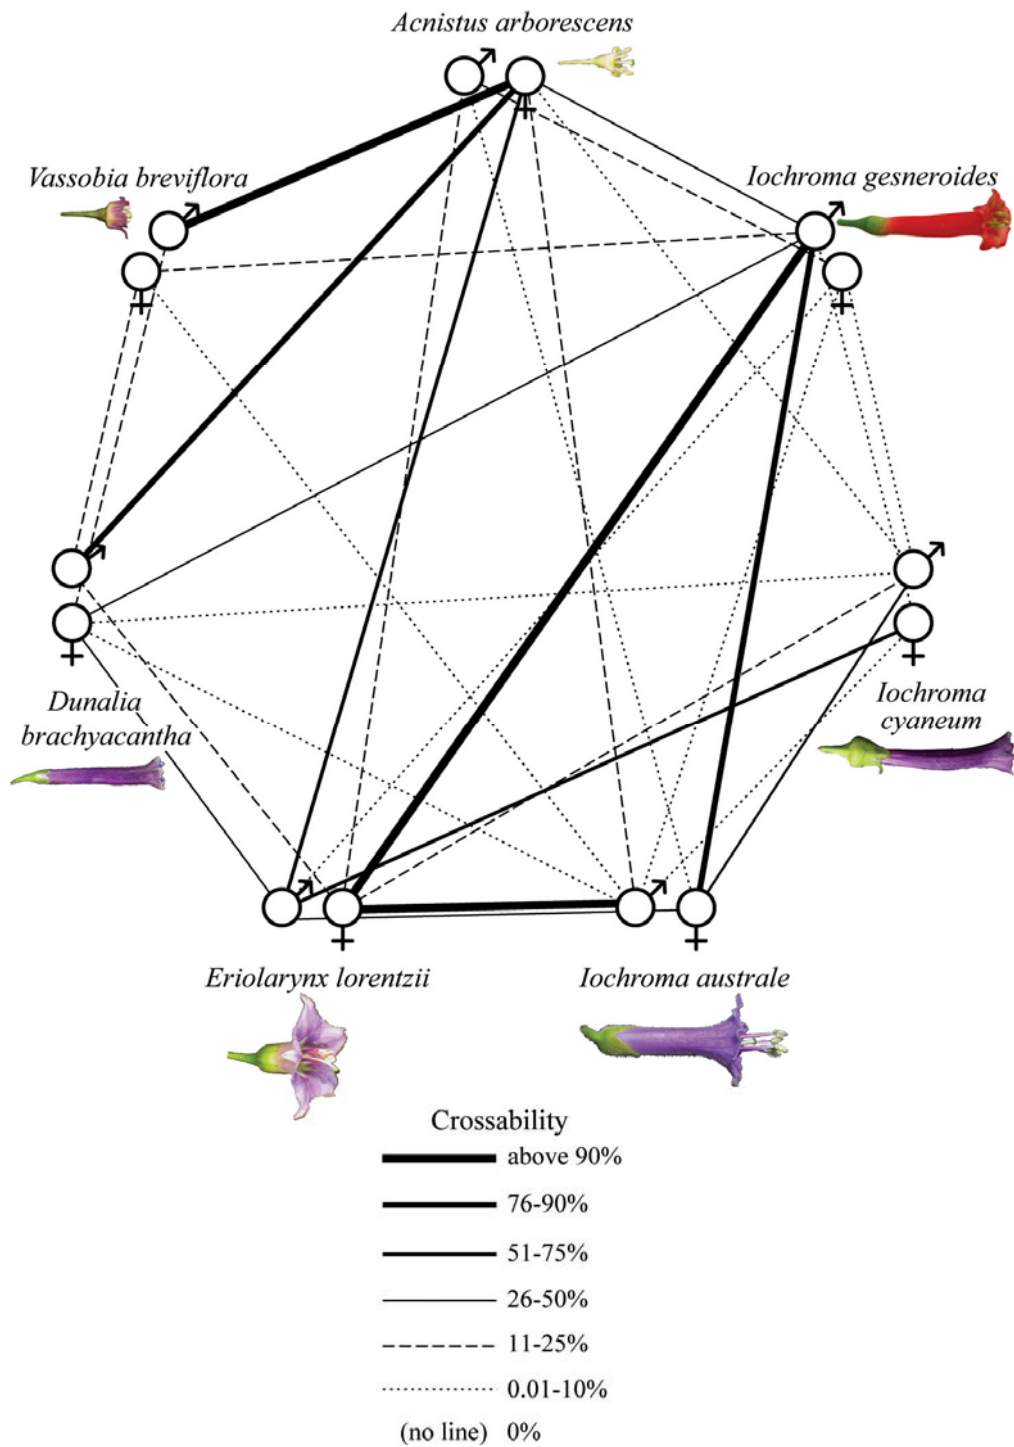 Acnistus arborescens
Vassobia breviflora
Iochroma gesneroides
Dunalia
brachyacantha
Iochroma
cyaneum
Eriolarynx lorentzii
Iochroma australe
Crossability
above 90%
76-90%
51-75%
26-50%
11-25%
0.01-10%
(no line) 0%